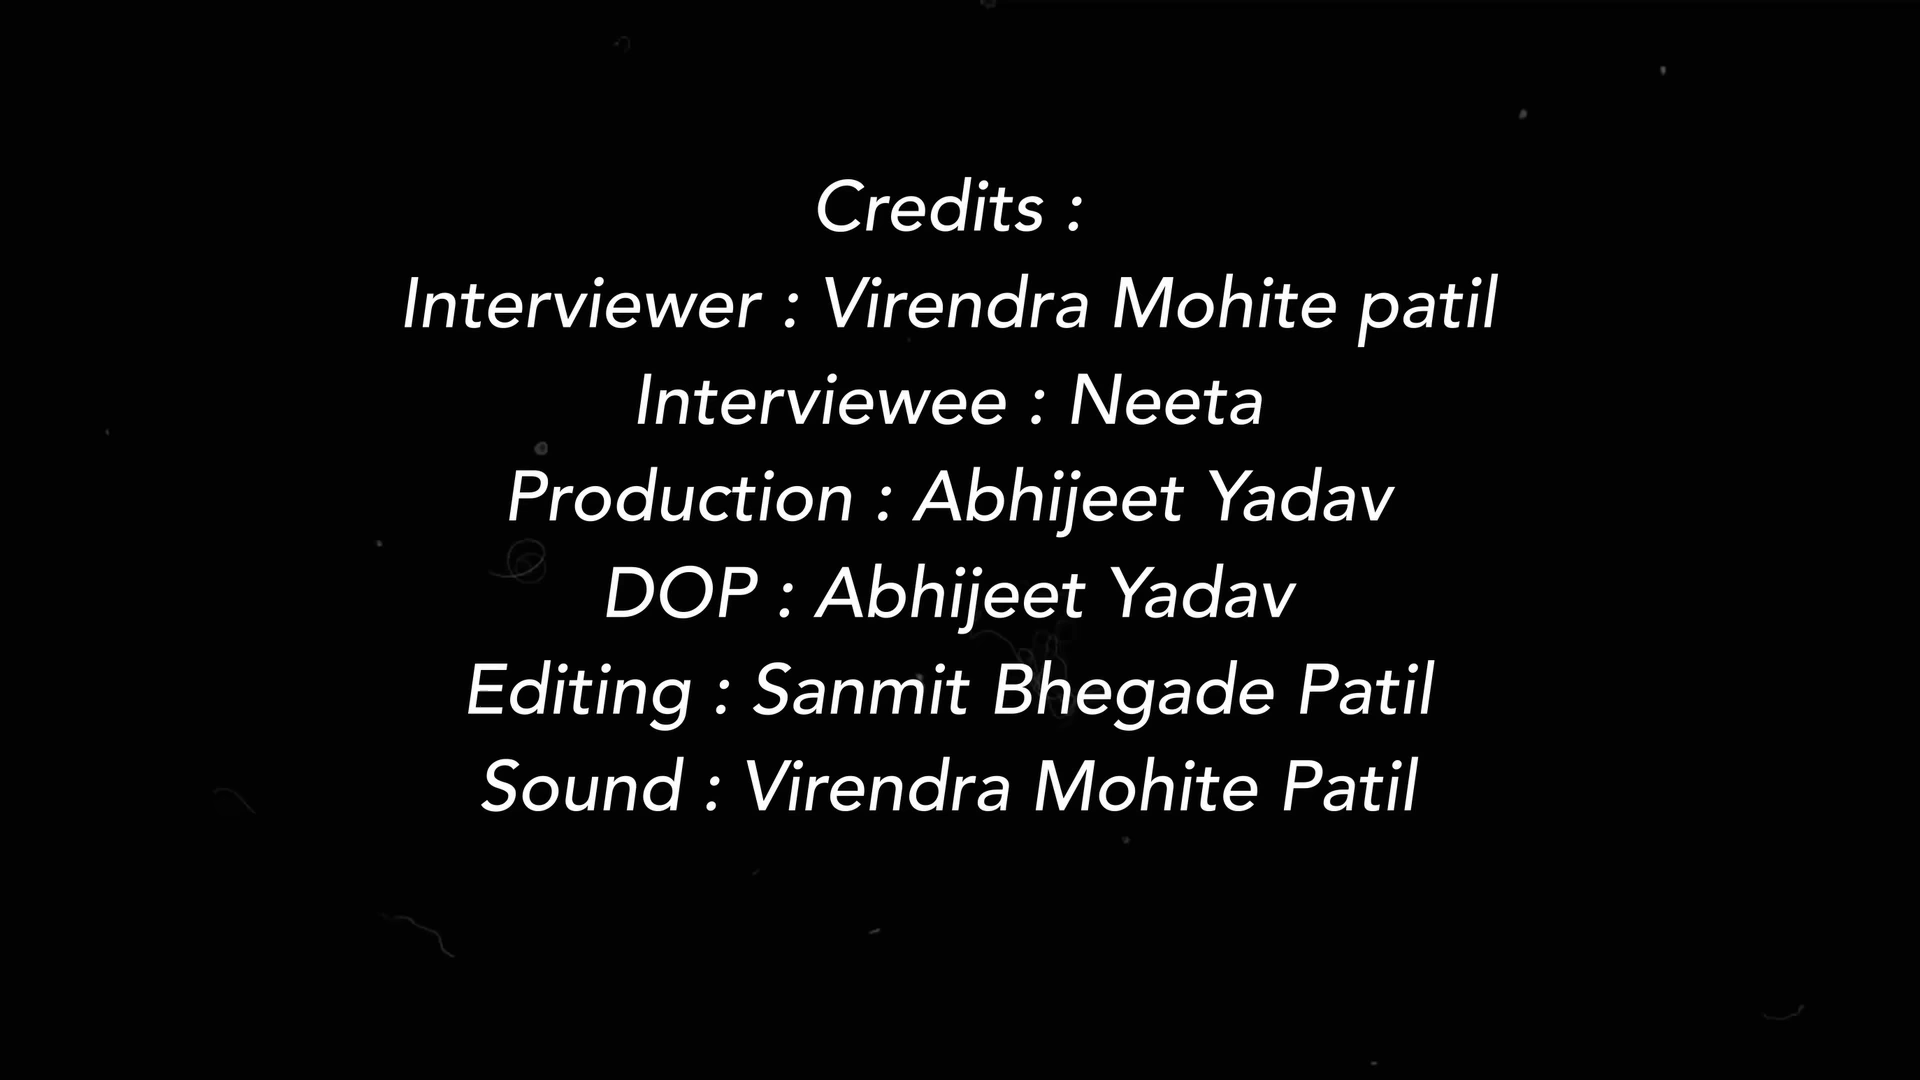 Credits :
Interviewer : Virendra Mohite patil
Interviewee : Neeta
Production : Abhijeet Yadav
DOP : Abhijeet Yadav
Editing : Sanmit Bhegade Patil
Sound : Virendra Mohite Patil